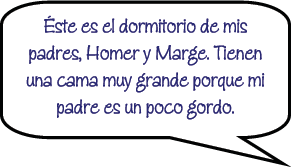 Éste es el dormitorio de mis
padres, Homer y Marge. Tienen
una cama muy grande porque mi
padre es un poco gordo.